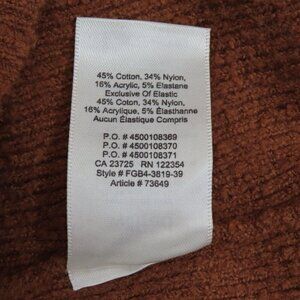 45% Cotton, 34% Nylon,
16% Acrylic, 5% Elastane
Exclusive Of Elastic
45% Coton, 34% Nylon,
16% Acrylique, 5% Élasthanne
Aucun Élastique Compris
P.O. # 4500108369
P.O. # 4500108370
P.O. # 4500108371
CA 23725 RN 122354
Style # FGB4-3819-39
Article # 73649